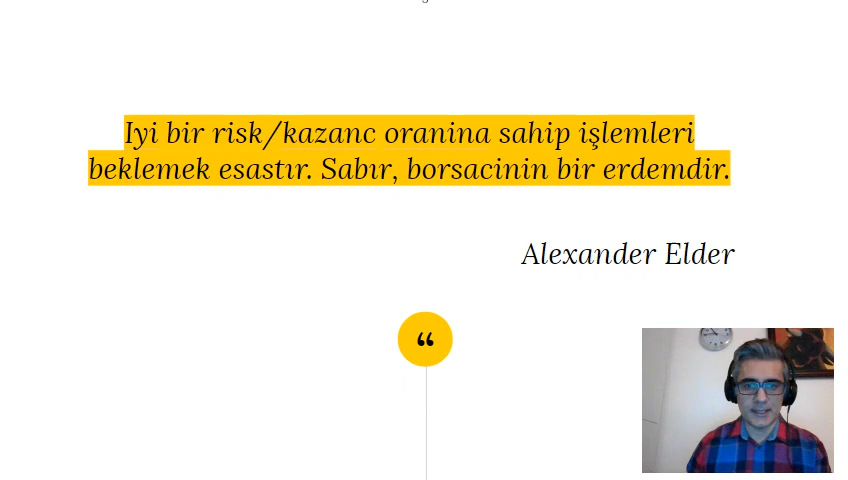 Iyi bir risk/kazanc oranina sahip işlemleri
beklemek esastır. Sabır, borsacinin bir erdemdir.
Alexander Elder
“